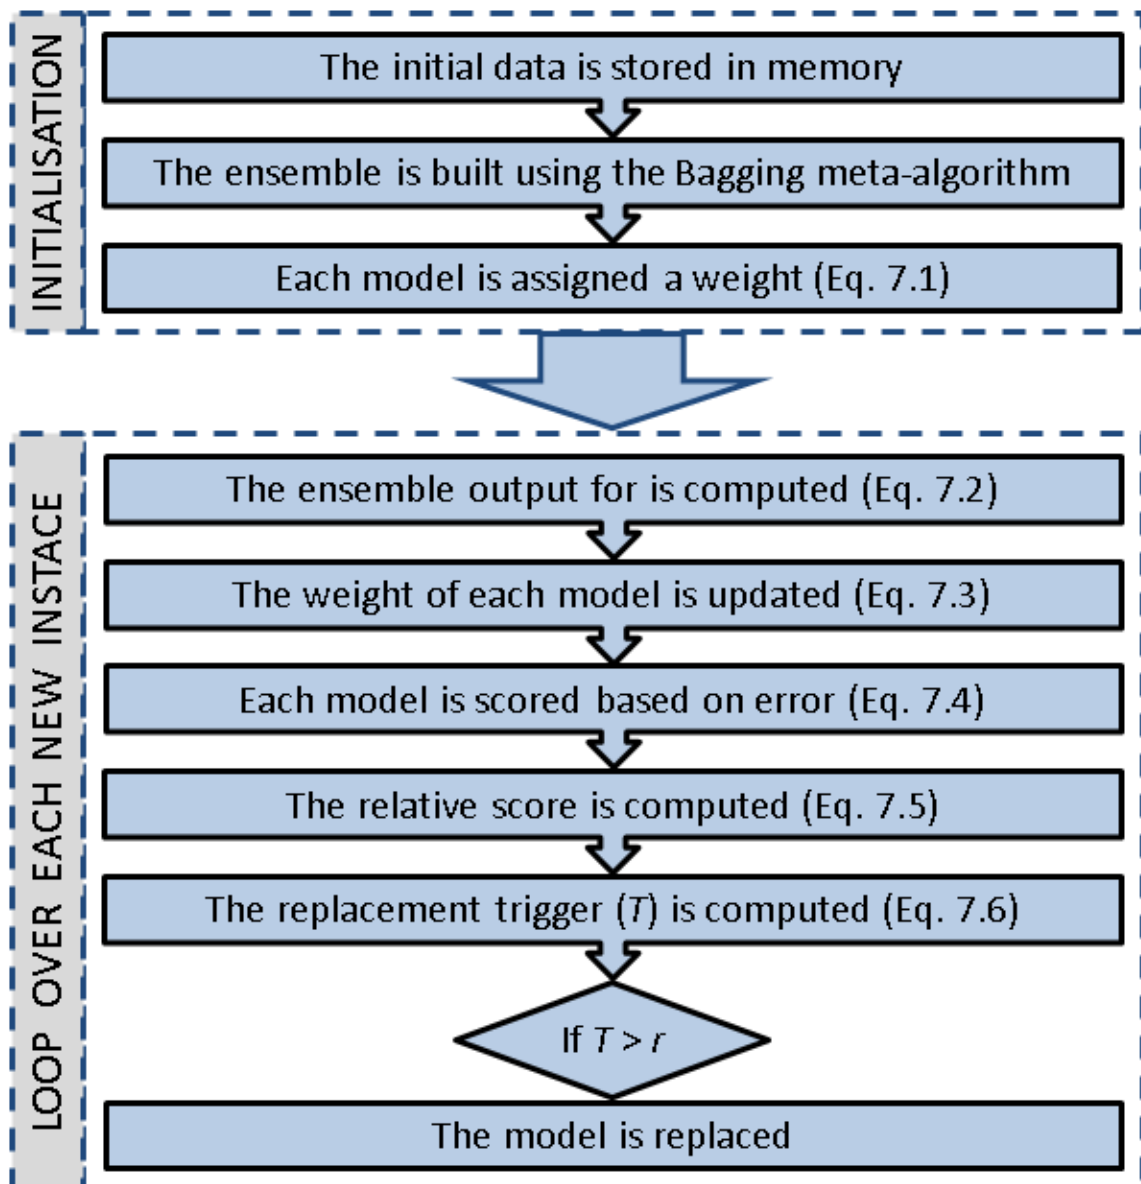 INITIALISATION
The initial data is stored in memory
The ensemble is built using the Bagging meta-algorithm
Each model is assigned a weight (Eq. 7.1)
LOOP OVER EACH NEW INSTACE
The ensemble output for is computed (Eq. 7.2)
The weight of each model is updated (Eq. 7.3)
Each model is scored based on error (Eq. 7.4)
The relative score is computed (Eq. 7.5)
The replacement trigger (T) is computed (Eq. 7.6)
If T > r
The model is replaced